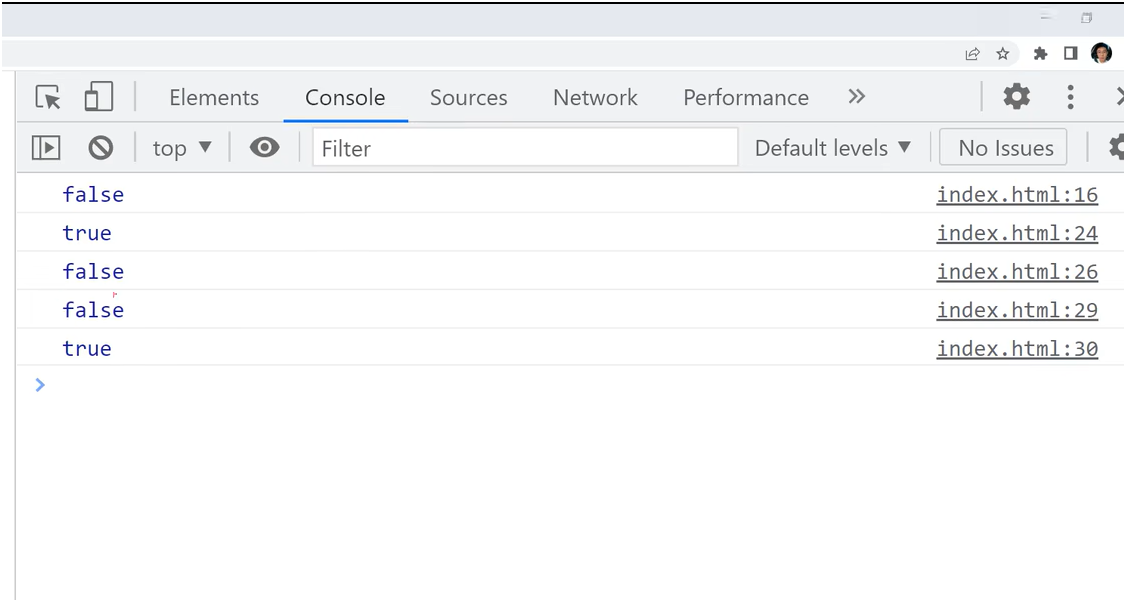 Elements Console Sources Network Performance
top Filter Default levels No Issues
false index.html:16
true index.html:24
false index.html:26
false index.html:29
true index.html:30